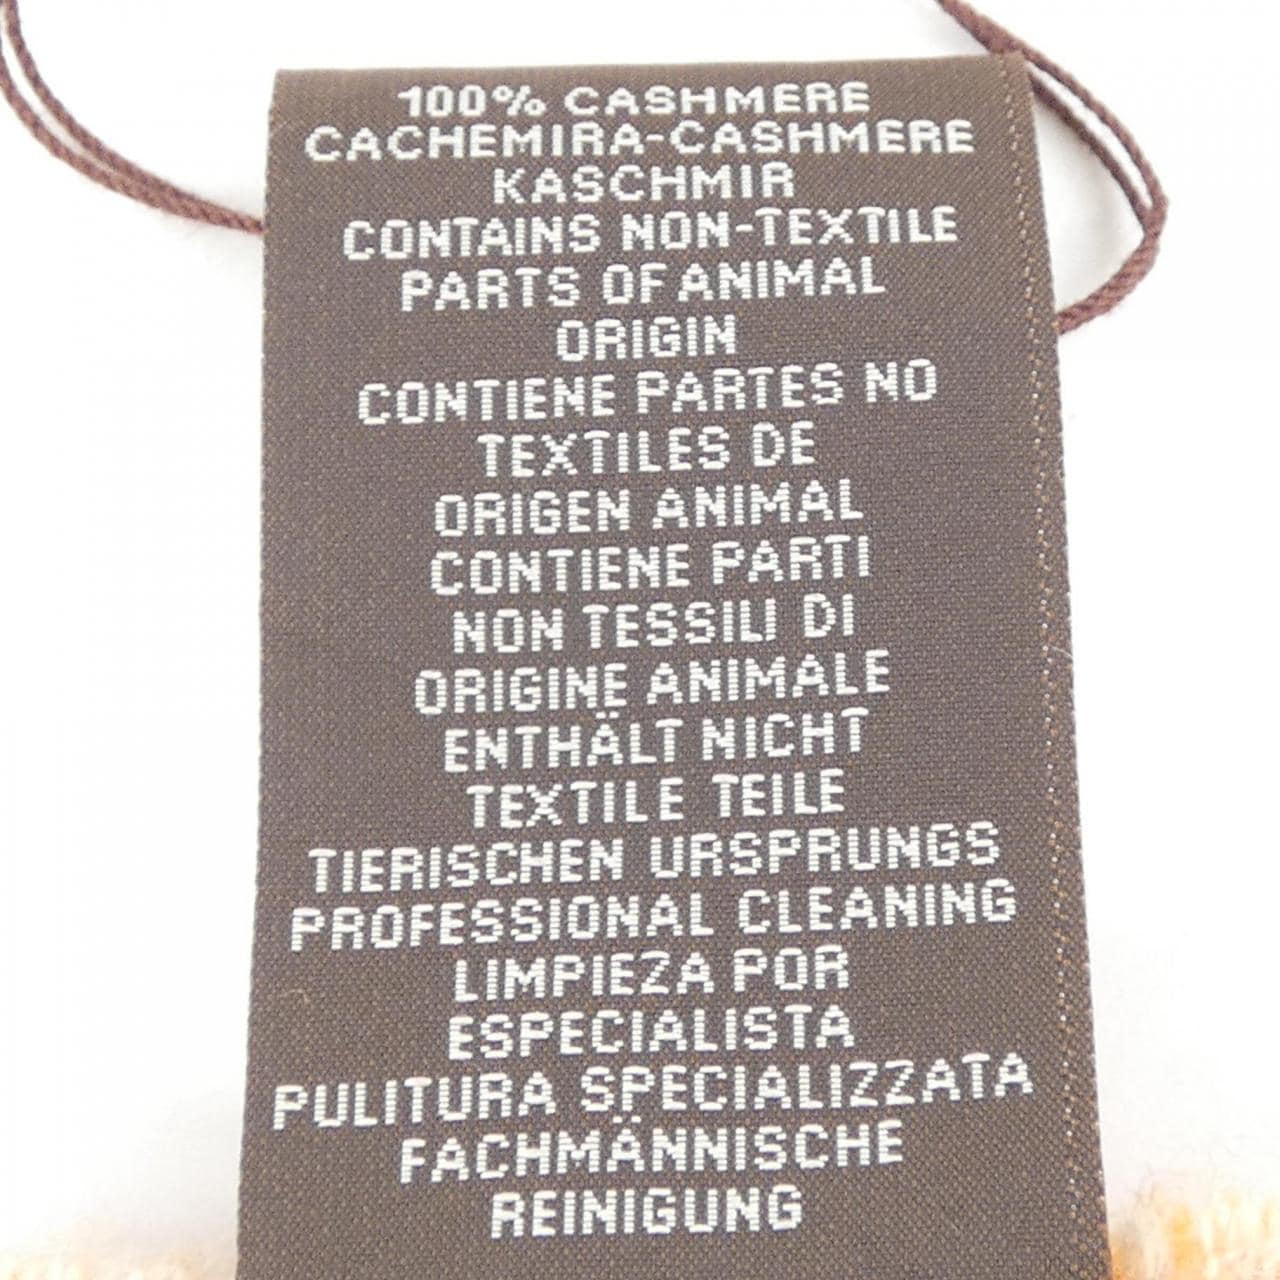 100% CASHMERE
CACHEMIRA-CASHMERE
KASCHMIR
CONTAINS NON-TEXTILE
PARTS OF ANIMAL
ORIGIN
CONTIENE PARTES NO
TEXTILES DE
ORIGEN ANIMAL
CONTIENE PARTI
NON TESSILI DI
ORIGINE ANIMALE
ENTHÄLT NICHT
TEXTILE TEILE
TIERISCHEN URSPRUNGS
PROFESSIONAL CLEANING
LIMPIEZA POR
ESPECIALISTA
PULITURA SPECIALIZZATA
FACHMÄNNISCHE
REINIGUNG